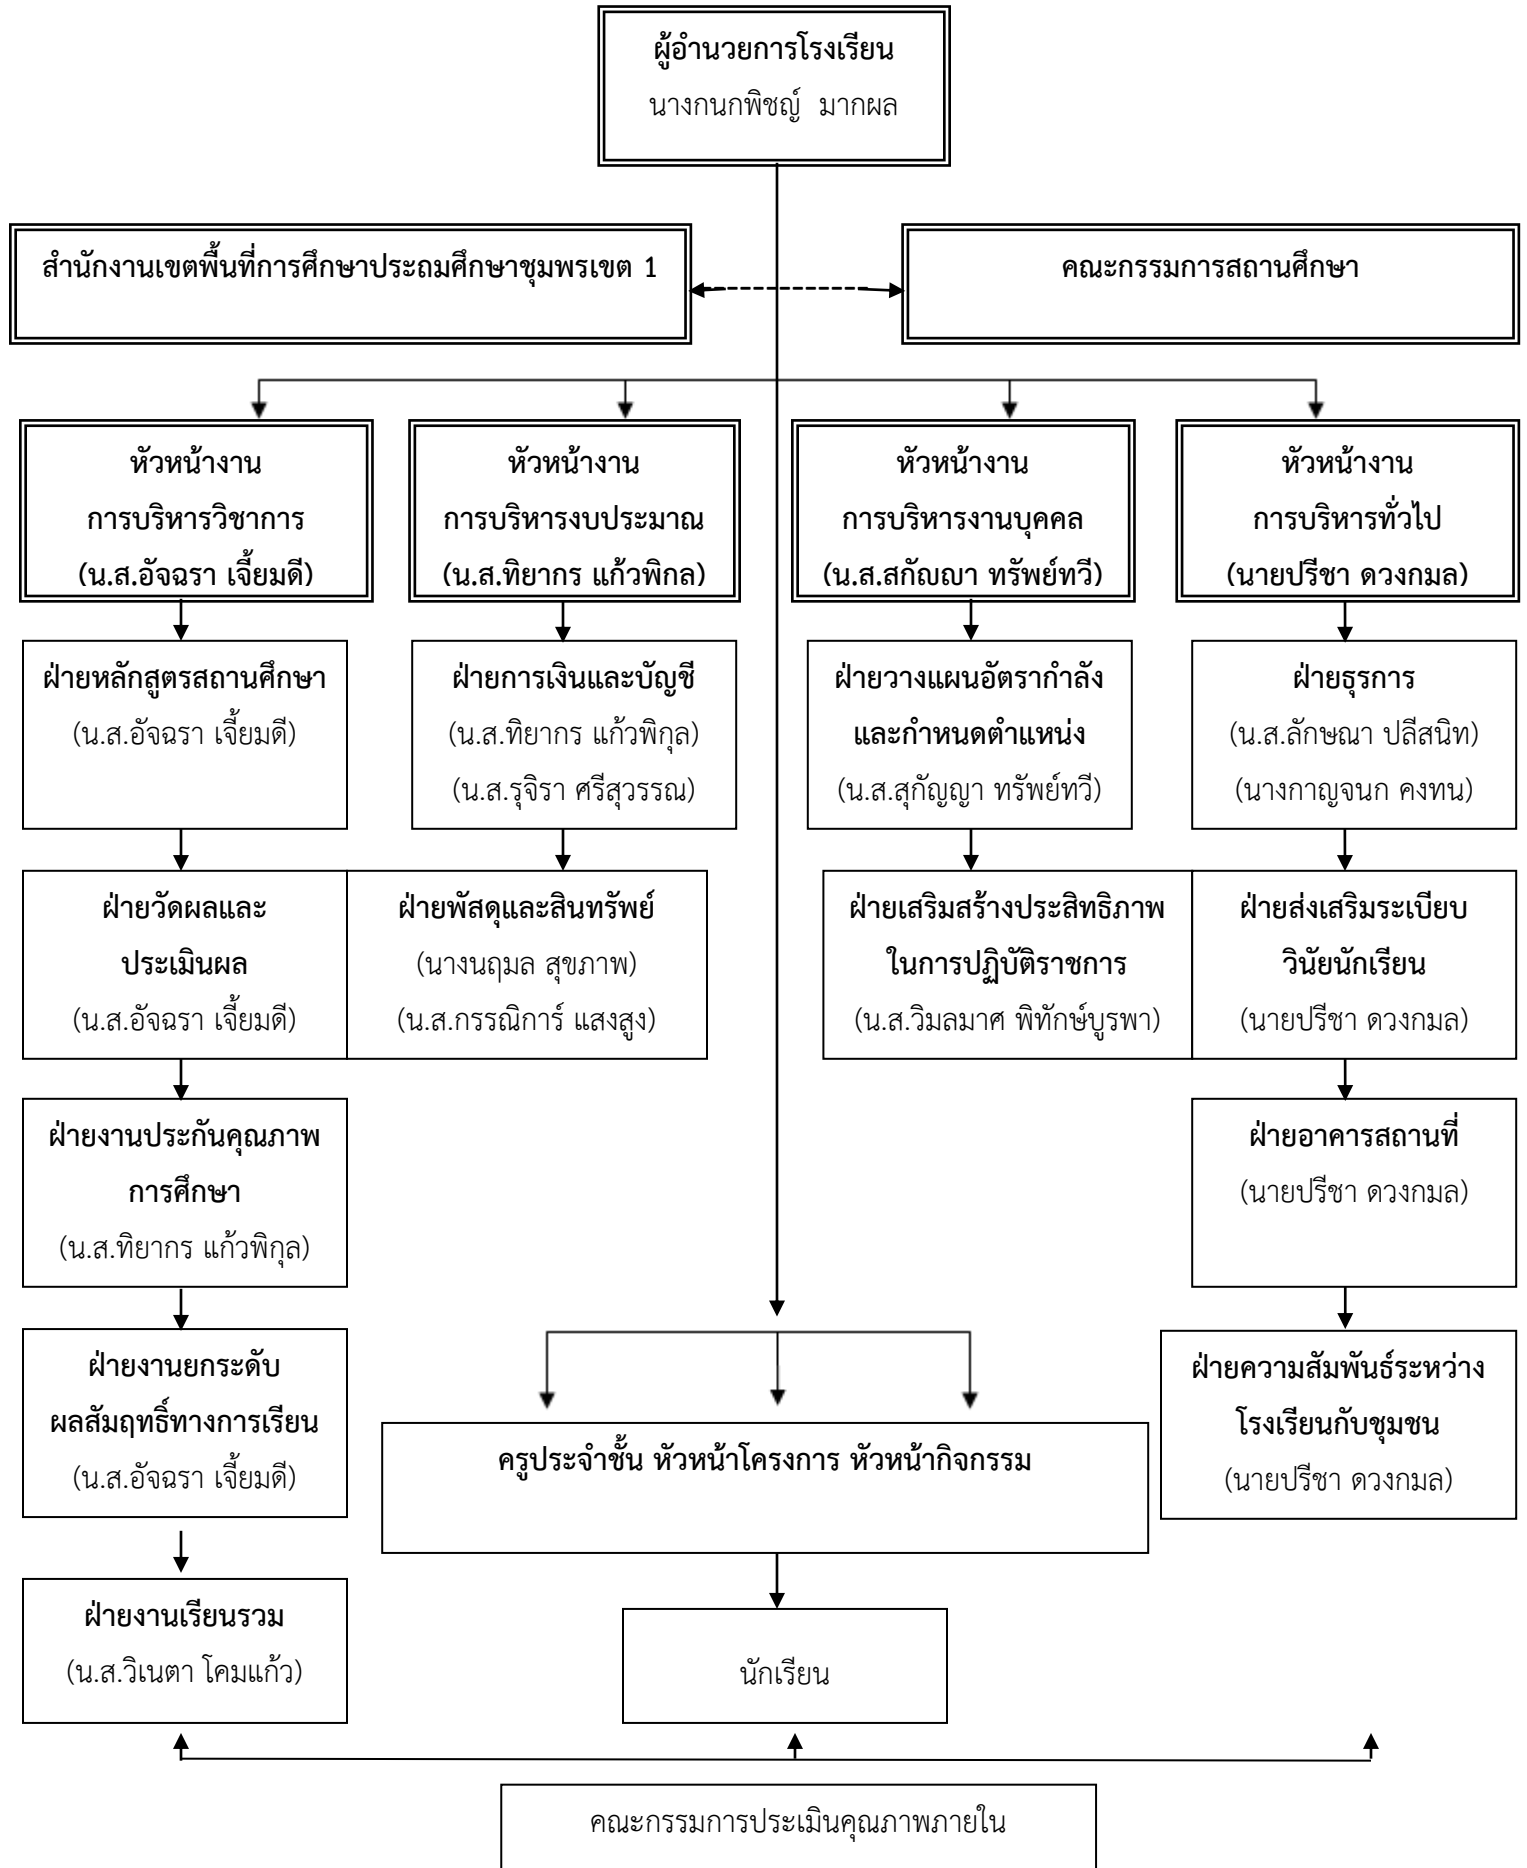 ผู้อำนวยการโรงเรียน
นางกนกพิชญ์ มากผล
สำนักงานเขตพื้นที่การศึกษาประถมศึกษาชุมพรเขต 1
คณะกรรมการสถานศึกษา
หัวหน้างาน
การบริหารวิชาการ
(น.ส.อัจฉรา เจี้ยมดี)
หัวหน้างาน
การบริหารงบประมาณ
(น.ส.ทิยากร แก้วพิกล)
หัวหน้างาน
การบริหารงานบุคคล
(น.ส.สกัญญา ทรัพย์ทวี)
หัวหน้างาน
การบริหารทั่วไป
(นายปรีชา ดวงกมล)
ฝ่ายหลักสูตรสถานศึกษา
(น.ส.อัจฉรา เจี้ยมดี)
ฝ่ายการเงินและบัญชี
(น.ส.ทิยากร แก้วพิกุล)
(น.ส.รุจิรา ศรีสุวรรณ)
ฝ่ายวางแผนอัตรากำลัง
และกำหนดตำแหน่ง
(น.ส.สุกัญญา ทรัพย์ทวี)
ฝ่ายธุรการ
(น.ส.ลักษณา ปลีสนิท)
(นางกาญจนก คงทน)
ฝ่ายวัดผลและ
ประเมินผล
(น.ส.อัจฉรา เจี้ยมดี)
ฝ่ายพัสดุและสินทรัพย์
(นางนฤมล สุขภาพ)
(น.ส.กรรณิการ์ แสงสูง)
ฝ่ายเสริมสร้างประสิทธิภาพ
ในการปฏิบัติราชการ
(น.ส.วิมลมาศ พิทักษ์บูรพา)
ฝ่ายส่งเสริมระเบียบ
วินัยนักเรียน
(นายปรีชา ดวงกมล)
ฝ่ายงานประกันคุณภาพ
การศึกษา
(น.ส.ทิยากร แก้วพิกุล)
ฝ่ายอาคารสถานที่
(นายปรีชา ดวงกมล)
ฝ่ายงานยกระดับ
ผลสัมฤทธิ์ทางการเรียน
(น.ส.อัจฉรา เจี้ยมดี)
ครูประจำชั้น หัวหน้าโครงการ หัวหน้ากิจกรรม
ฝ่ายความสัมพันธ์ระหว่าง
โรงเรียนกับชุมชน
(นายปรีชา ดวงกมล)
ฝ่ายงานเรียนรวม
(น.ส.วิเนตา โคมแก้ว)
นักเรียน
คณะกรรมการประเมินคุณภาพภายใน